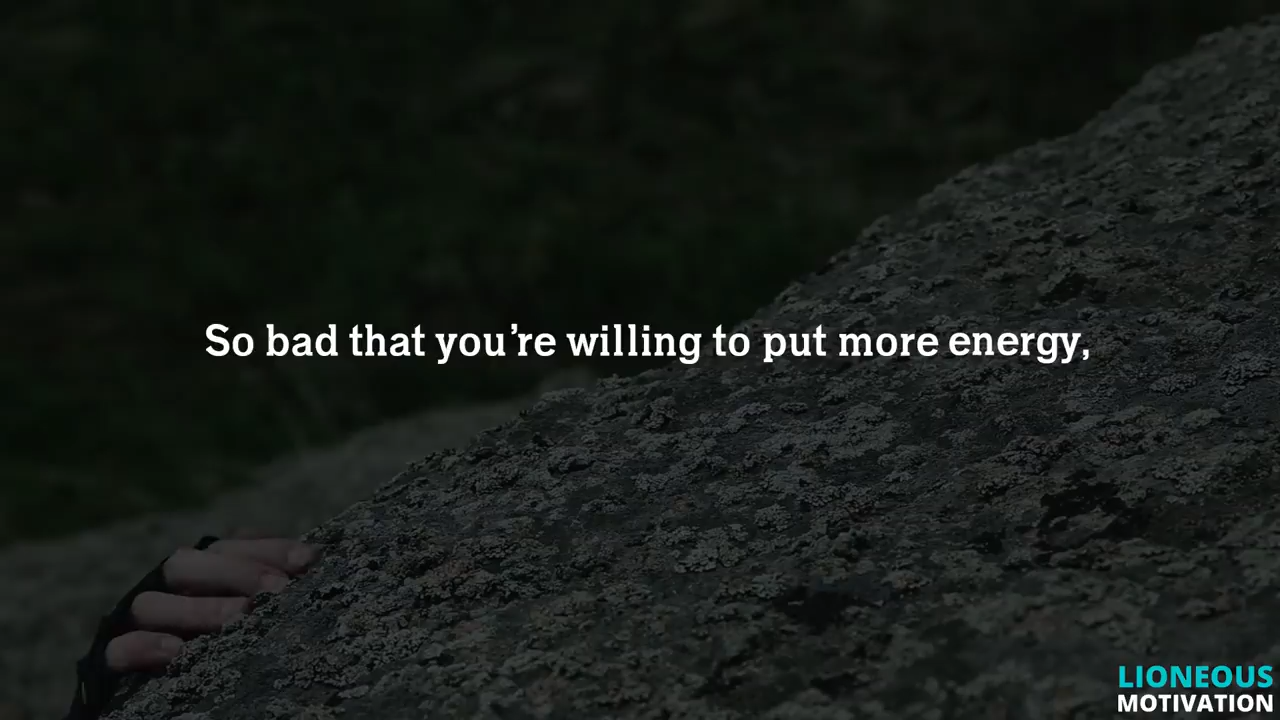 So bad that you’re willing to put more energy,
LIONEOUS
MOTIVATION